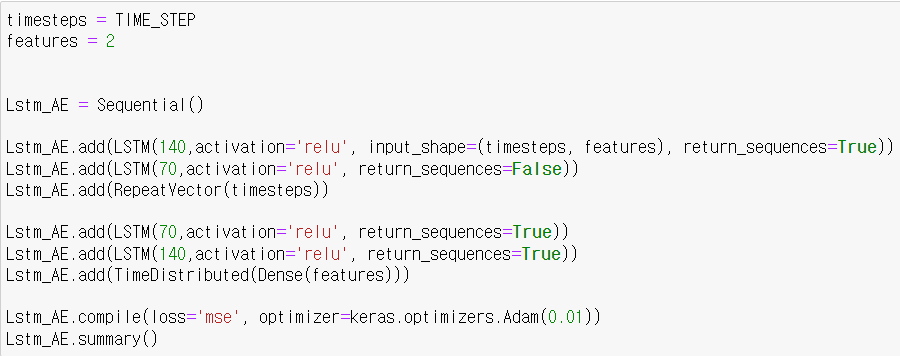 timesteps = TIME_STEP
features = 2
Lstm_AE = Sequential()
Lstm_AE.add(LSTM(140,activation='relu', input_shape=(timesteps, features), return_sequences=True))
Lstm_AE.add(LSTM(70,activation='relu', return_sequences=False))
Lstm_AE.add(RepeatVector(timesteps))
Lstm_AE.add(LSTM(70,activation='relu', return_sequences=True))
Lstm_AE.add(LSTM(140,activation='relu', return_sequences=True))
Lstm_AE.add(TimeDistributed(Dense(features)))
Lstm_AE.compile(loss='mse', optimizer=keras.optimizers.Adam(0.01))
Lstm_AE.summary()